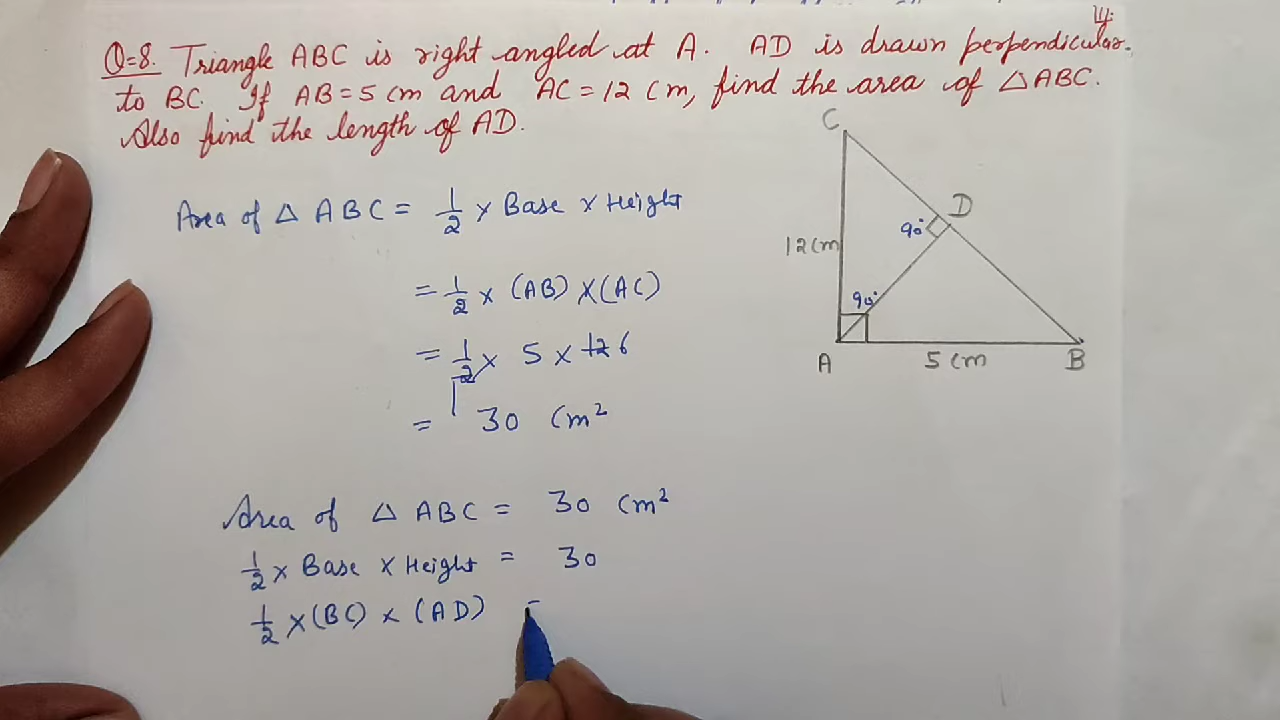 14.
Q=8. Triangle ABC is right angled at A. AD is drawn perpendicular
to BC. If AB = 5 cm and AC = 12 cm, find the area of △ABC.
Also find the length of AD.
Area of △ ABC = 1/2 × Base × Height
= 1/2 × (AB) × (AC)
= 1/2 × 5 × 12 6
1
= 30 cm²
Area of △ ABC = 30 cm²
1/2 × Base × Height = 30
1/2 × (BC) × (AD) =
C
D
90°
12cm
90°
A
5 cm
B